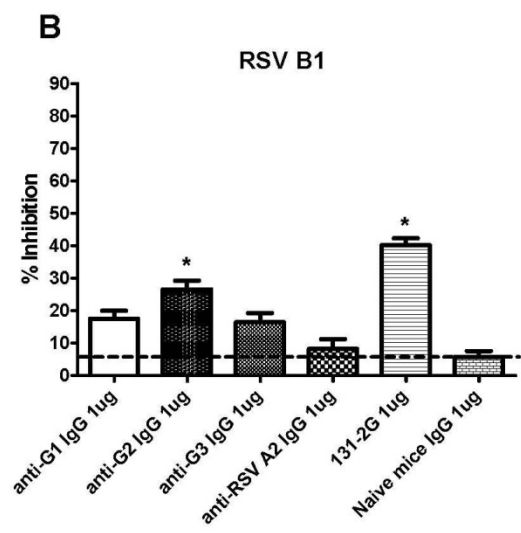 B
RSV B1
% Inhibition
90
80
70
60
50
40
30
20
10
0
*
*
anti-G1 IgG 1ug
anti-G2 IgG 1ug
anti-G3 IgG 1ug
anti-RSV A2 IgG 1ug
131-2G 1ug
Naive mice IgG 1ug